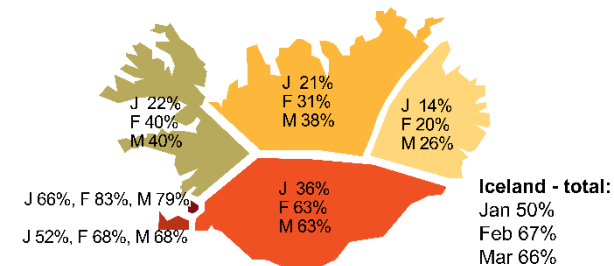 J 21%
F 31%
M 38%
J 22%
F 40%
M 40%
J 14%
F 20%
M 26%
J 66%, F 83%, M 79%
J 36%
F 63%
M 63%
J 52%, F 68%, M 68%
Iceland - total:
Jan 50%
Feb 67%
Mar 66%